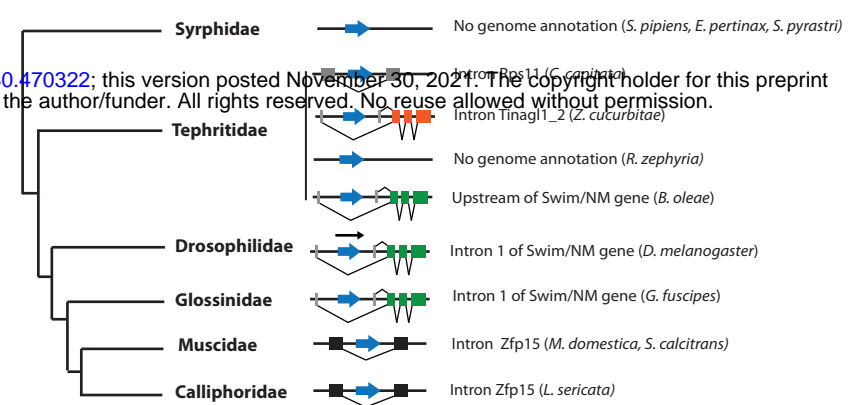 Syrphidae No genome annotation (S. pipiens, E. pertinax, S. pyrastri)
Intron Rps11 (C. capitata)
0.470322; this version posted November 30, 2021. The copyright holder for this preprint
the author/funder. All rights reserved. No reuse allowed without permission.
Intron Tinagl1_2 (Z. cucurbitae)
Tephritidae
No genome annotation (R. zephyria)
Upstream of Swim/NM gene (B. oleae)
Drosophilidae Intron 1 of Swim/NM gene (D. melanogaster)
Glossinidae Intron 1 of Swim/NM gene (G. fuscipes)
Muscidae Intron Zfp15 (M. domestica, S. calcitrans)
Calliphoridae Intron Zfp15 (L. sericata)